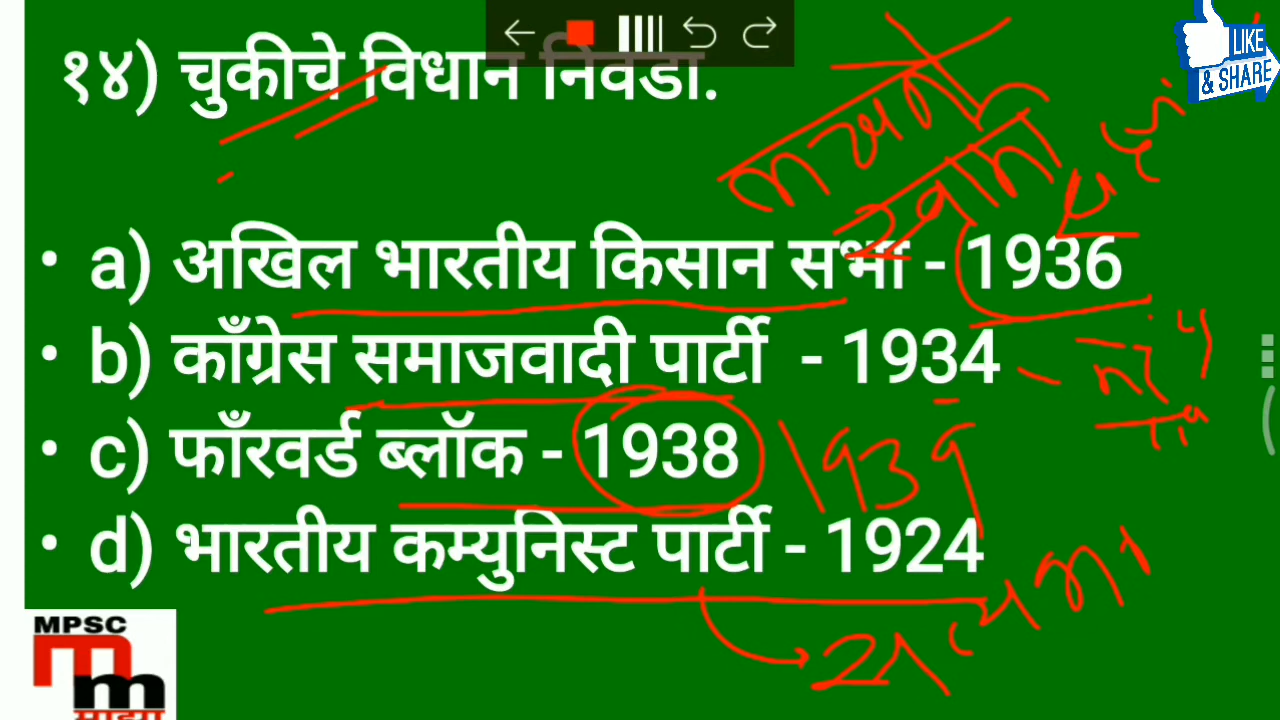 १४) चुकीचे विधान निवडा.
LIKE
& SHARE
• a) अखिल भारतीय किसान सभा - 1936
• b) काँग्रेस समाजवादी पार्टी - 1934
• c) फाँरवर्ड ब्लॉक - 1938
1939
• d) भारतीय कम्युनिस्ट पार्टी - 1924
MPSC